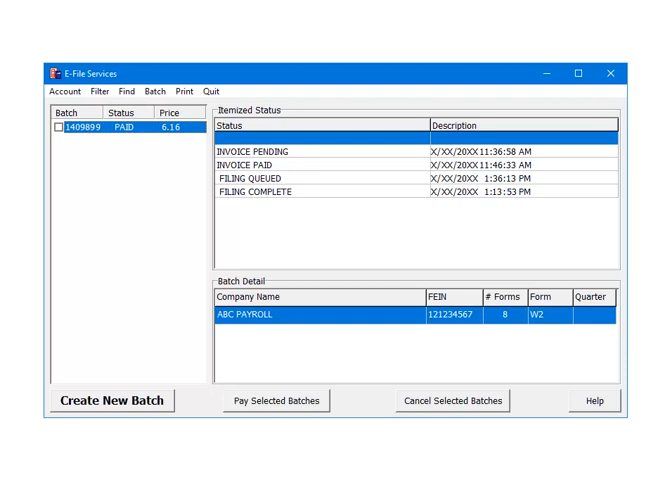 E-File Services
Account Filter Find Batch Print Quit
Batch Status Price
1409899 PAID 6.16
Itemized Status
Status Description
INVOICE PENDING X/XX/20XX 11:36:58 AM
INVOICE PAID X/XX/20XX 11:46:33 AM
FILING QUEUED X/XX/20XX 1:36:13 PM
FILING COMPLETE X/XX/20XX 1:13:53 PM
Batch Detail
Company Name FEIN # Forms Form Quarter
ABC PAYROLL 121234567 8 W2
Create New Batch Pay Selected Batches Cancel Selected Batches Help